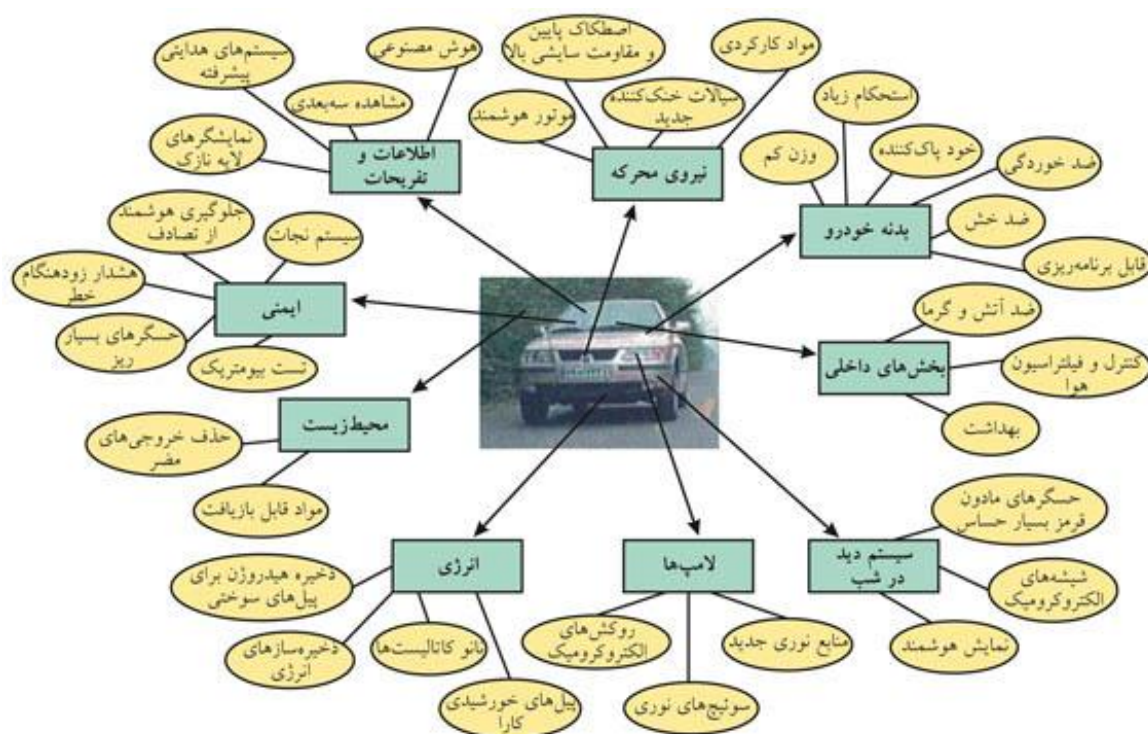 مواد کارکردی
اصطکاک پایین
و مقاومت سایشی بالا
سیالات خنک‌کننده
جدید
موتور هوشمند
نیروی محرکه
هوش مصنوعی
سیستم‌های هدایتی
پیشرفته
مشاهده سه‌بعدی
نمایشگرهای
لایه نازک
اطلاعات و
تفریحات
استحکام زیاد
وزن کم
خود پاک‌کننده
ضد خوردگی
ضد خش
قابل برنامه‌ریزی
بدنه خودرو
جلوگیری هوشمند
از تصادف
سیستم نجات
هشدار زودهنگام
خطر
حسگرهای بسیار
ریز
تست بیومتریک
ایمنی
ضد آتش و گرما
کنترل و فیلتراسیون
هوا
بهداشت
بخش‌های داخلی
محیط‌زیست
حذف خروجی‌های
مضر
مواد قابل بازیافت
حسگرهای مادون
قرمز بسیار حساس
شیشه‌های
الکتروکرومیک
نمایش هوشمند
سیستم دید
در شب
لامپ‌ها
منابع نوری جدید
روکش‌های
الکتروکرومیک
سوئیچ‌های نوری
انرژی
ذخیره هیدروژن برای
پیل‌های سوختی
ذخیره‌سازهای
انرژی
نانو کاتالیست‌ها
پیل‌های خورشیدی
کارا